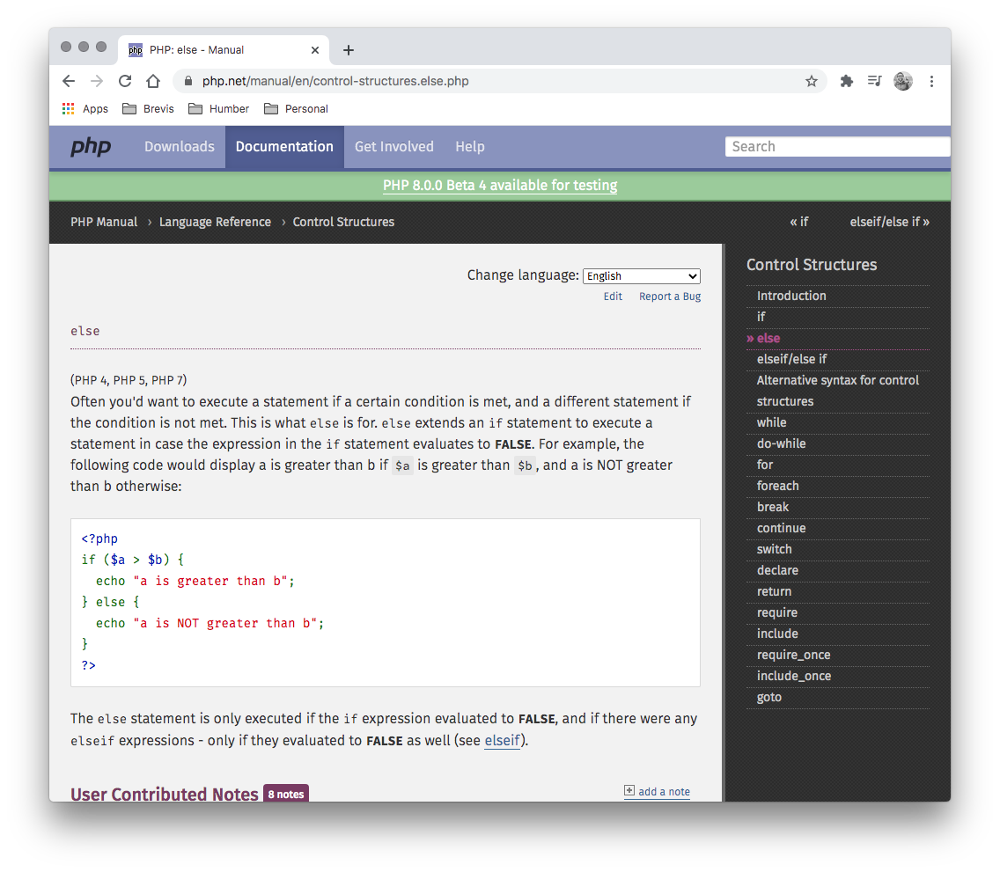 php PHP: else - Manual
php.net/manual/en/control-structures.else.php
Apps Brevis Humber Personal
php Downloads Documentation Get Involved Help Search
PHP 8.0.0 Beta 4 available for testing
PHP Manual › Language Reference › Control Structures « if elseif/else if »
Change language: English
Edit Report a Bug
else
(PHP 4, PHP 5, PHP 7)
Often you'd want to execute a statement if a certain condition is met, and a different statement if
the condition is not met. This is what else is for. else extends an if statement to execute a
statement in case the expression in the if statement evaluates to FALSE. For example, the
following code would display a is greater than b if $a is greater than $b, and a is NOT greater
than b otherwise:
<?php
if ($a > $b) {
  echo "a is greater than b";
} else {
  echo "a is NOT greater than b";
}
?>
The else statement is only executed if the if expression evaluated to FALSE, and if there were any
elseif expressions - only if they evaluated to FALSE as well (see elseif).
User Contributed Notes 8 notes add a note
Control Structures
Introduction
if
» else
elseif/else if
Alternative syntax for control
structures
while
do-while
for
foreach
break
continue
switch
declare
return
require
include
require_once
include_once
goto